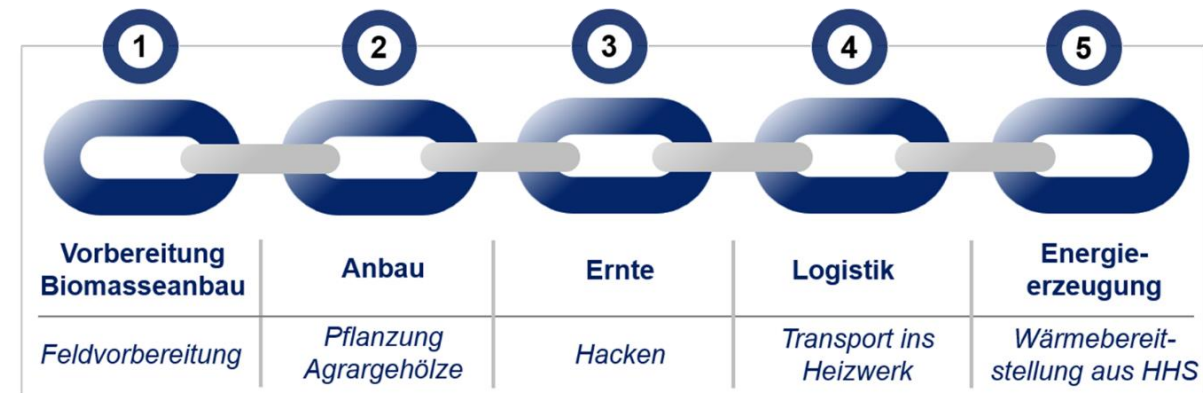 1
2
3
4
5
Vorbereitung
Biomasseanbau
Anbau
Ernte
Logistik
Energie-
erzeugung
Feldvorbereitung
Pflanzung
Agrargehölze
Hacken
Transport ins
Heizwerk
Wärmebereit-
stellung aus HHS